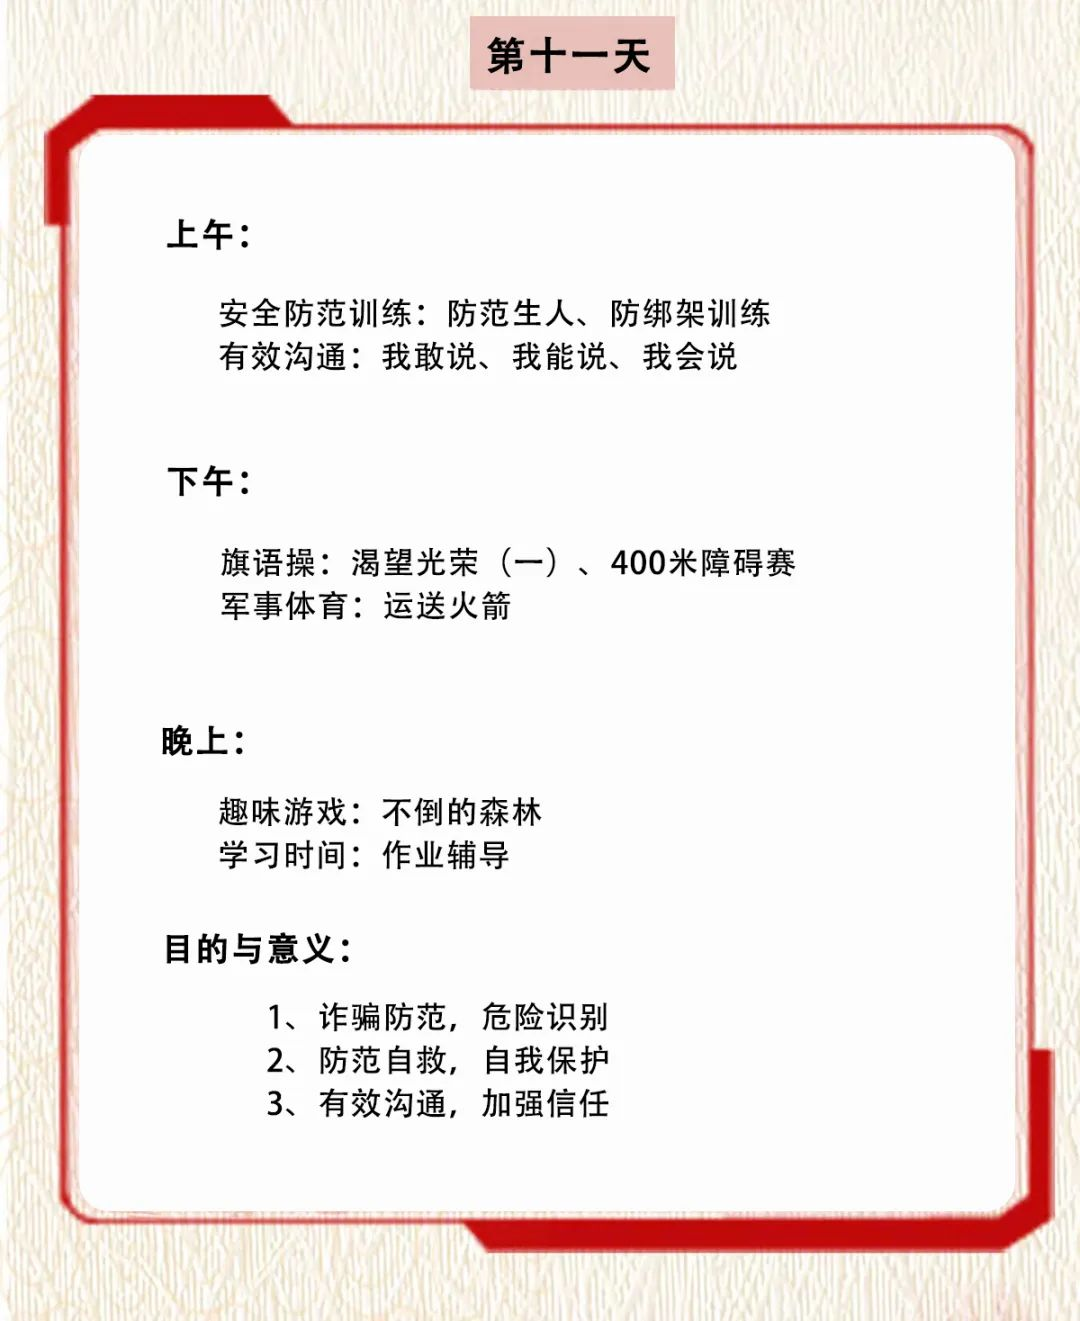 第十一天
上午：
安全防范训练：防范生人、防绑架训练
有效沟通：我敢说、我能说、我会说
下午：
旗语操：渴望光荣（一）、400米障碍赛
军事体育：运送火箭
晚上：
趣味游戏：不倒的森林
学习时间：作业辅导
目的与意义：
1、诈骗防范，危险识别
2、防范自救，自我保护
3、有效沟通，加强信任